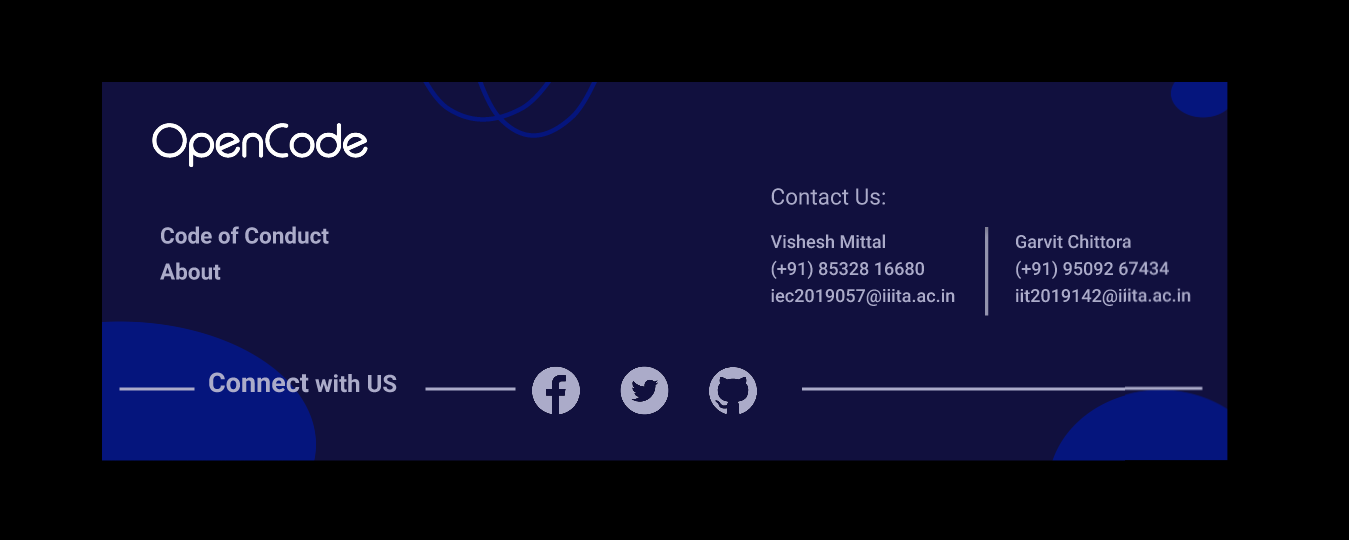 OpenCode
Code of Conduct
About
Contact Us:
Vishesh Mittal
(+91) 85328 16680
iec2019057@iiita.ac.in
Garvit Chittora
(+91) 95092 67434
iit2019142@iiita.ac.in
Connect with US